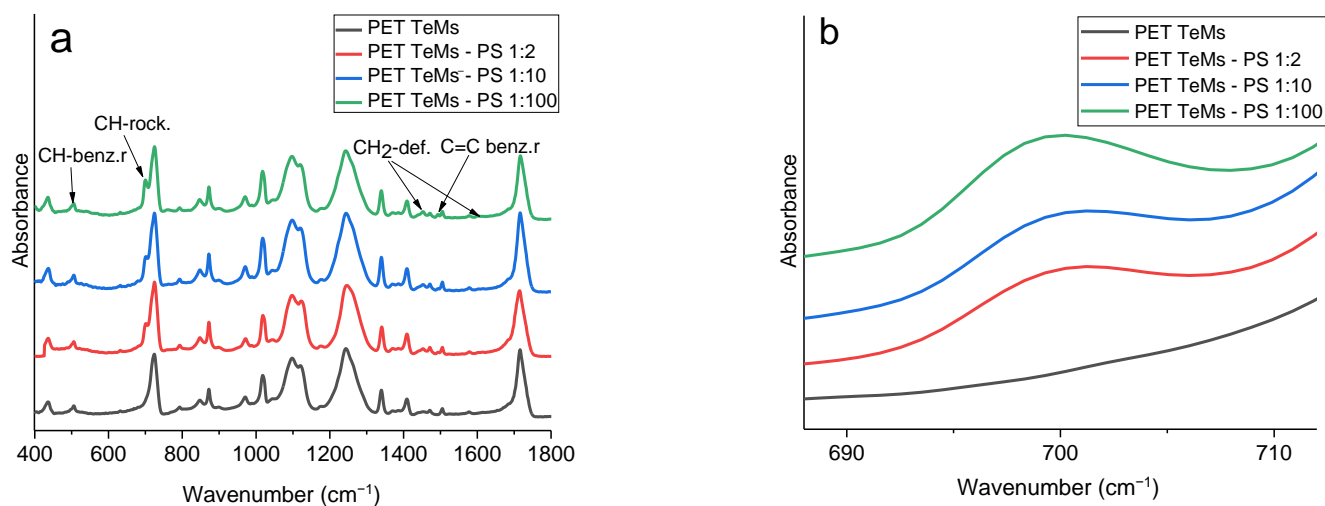 a
PET TeMs
PET TeMs - PS 1:2
PET TeMs - PS 1:10
PET TeMs - PS 1:100
CH-rock.
CH-benz.r
CH2-def.
C=C benz.r
Absorbance
400 600 800 1000 1200 1400 1600 1800
Wavenumber (cm⁻¹)
b
PET TeMs
PET TeMs - PS 1:2
PET TeMs - PS 1:10
PET TeMs - PS 1:100
Absorbance
690 700 710
Wavenumber (cm⁻¹)